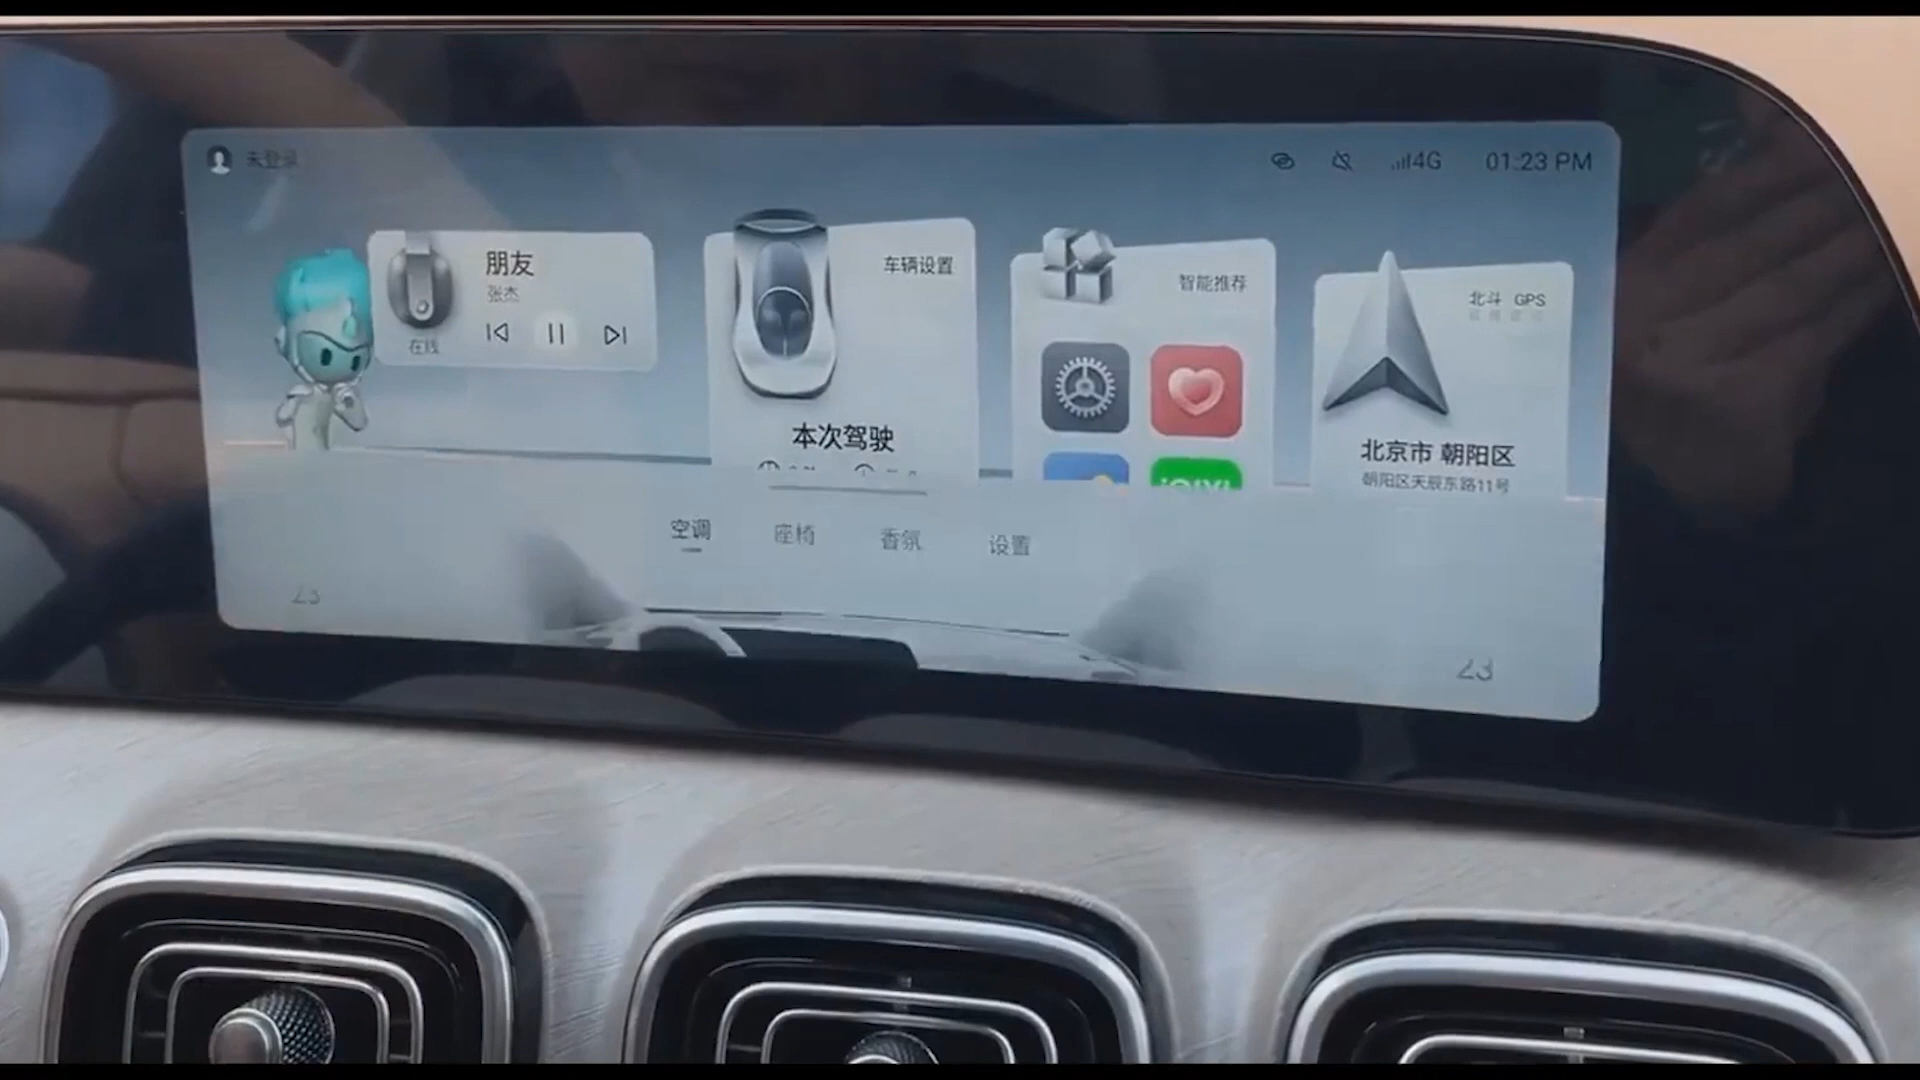 未登录
4G 01:23 PM
朋友
张杰
在线
车辆设置
本次驾驶
智能推荐
iQIYI
北斗 GPS
北京市 朝阳区
朝阳区天辰东路11号
空调 座椅 香氛 设置
23
23